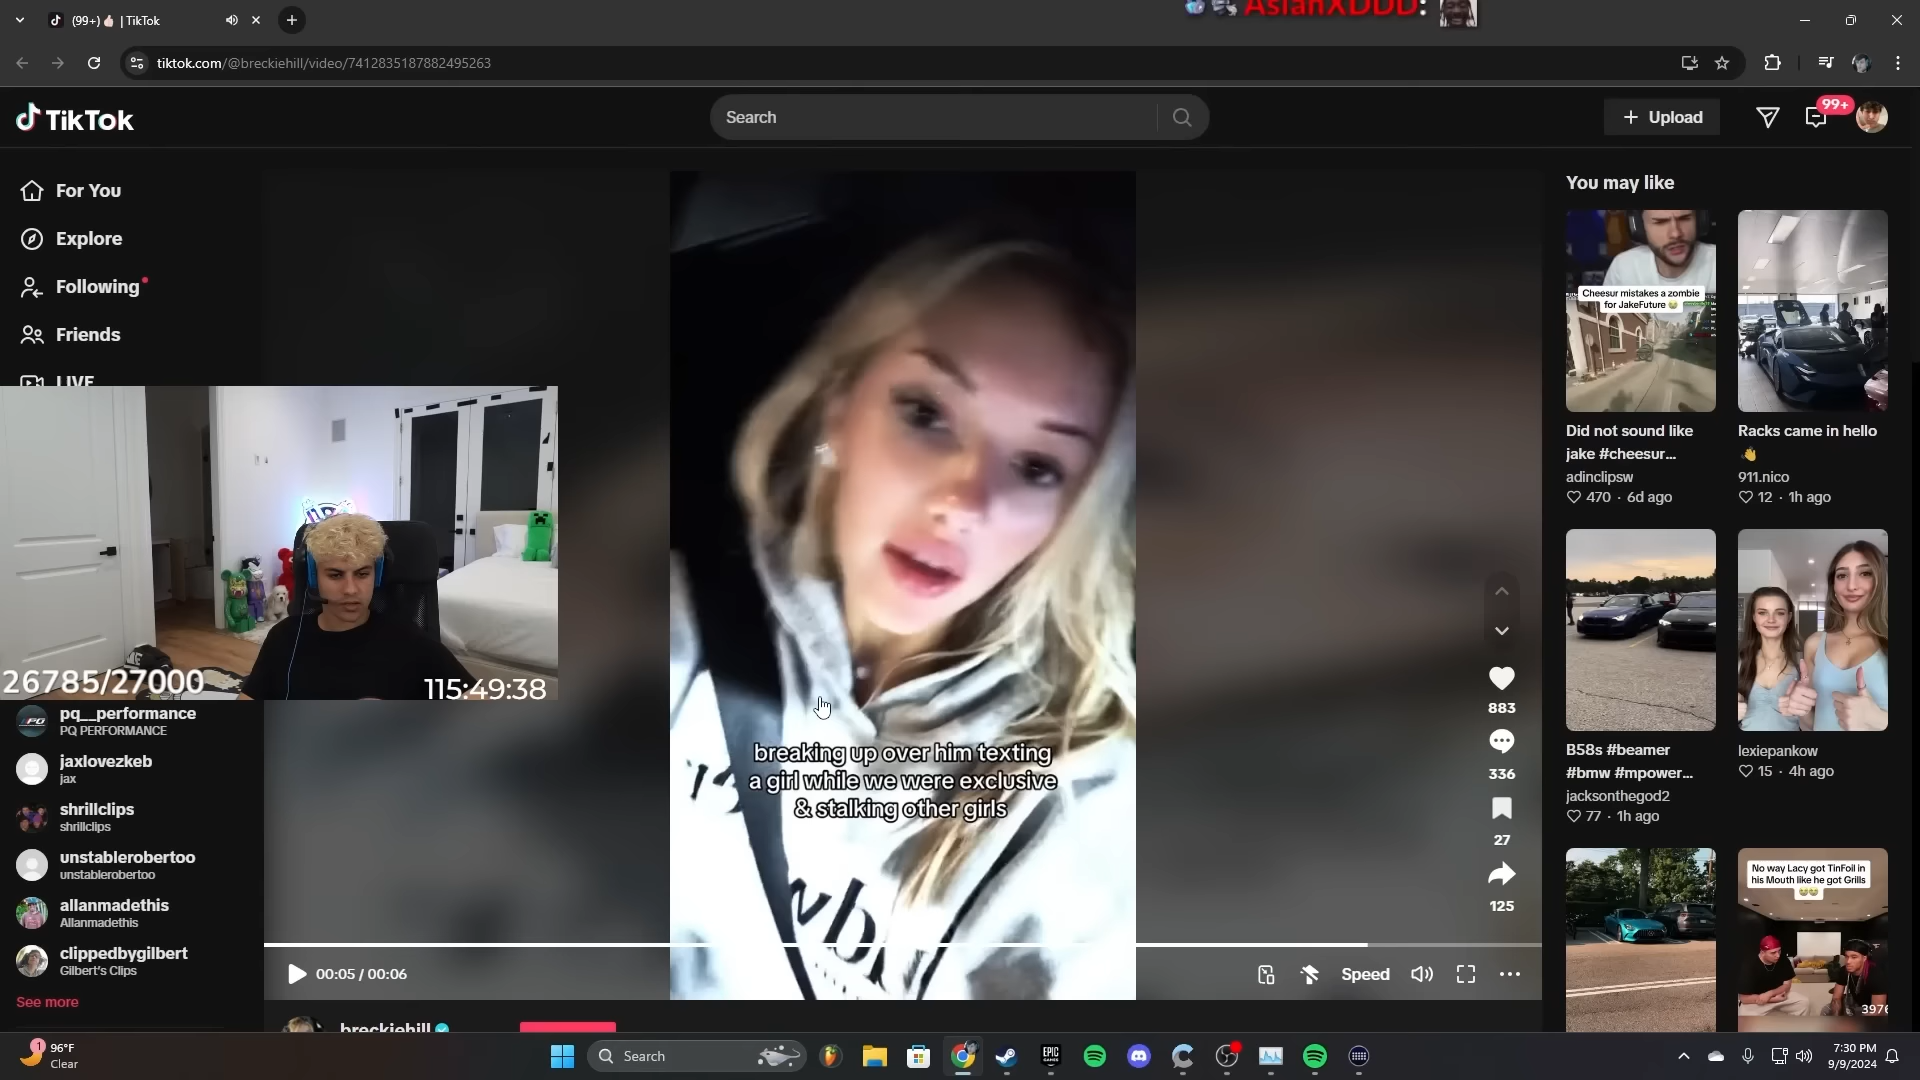 (99+) 👍🏻 | TikTok
AsianXDDD:
tiktok.com/@breckiehill/video/7412835187882495263
TikTok
Search
Upload
99+
For You
Explore
Following
Friends
LIVE
26785/27000
115:49:38
PQ
pq__performance
PQ PERFORMANCE
jaxlovezkeb
jax
shrillclips
shrillclips
unstablerobertoo
unstablerobertoo
allanmadethis
Allanmadethis
clippedbygilbert
Gilbert's Clips
See more
breaking up over him texting
a girl while we were exclusive
& stalking other girls
883
336
27
125
00:05 / 00:06
Speed
breckiehill
You may like
Cheesur mistakes a zombie
for JakeFuture 😭
Did not sound like
jake #cheesur...
adinclipsw
470 · 6d ago
Racks came in hello
👋
911.nico
12 · 1h ago
B58s #beamer
#bmw #mpower...
jacksonthegod2
77 · 1h ago
lexiepankow
15 · 4h ago
No way Lacy got TinFoil in
his Mouth like he got Grills
😭😭
3976
1
96°F
Clear
Search
EPIC
GAMES
7:30 PM
9/9/2024